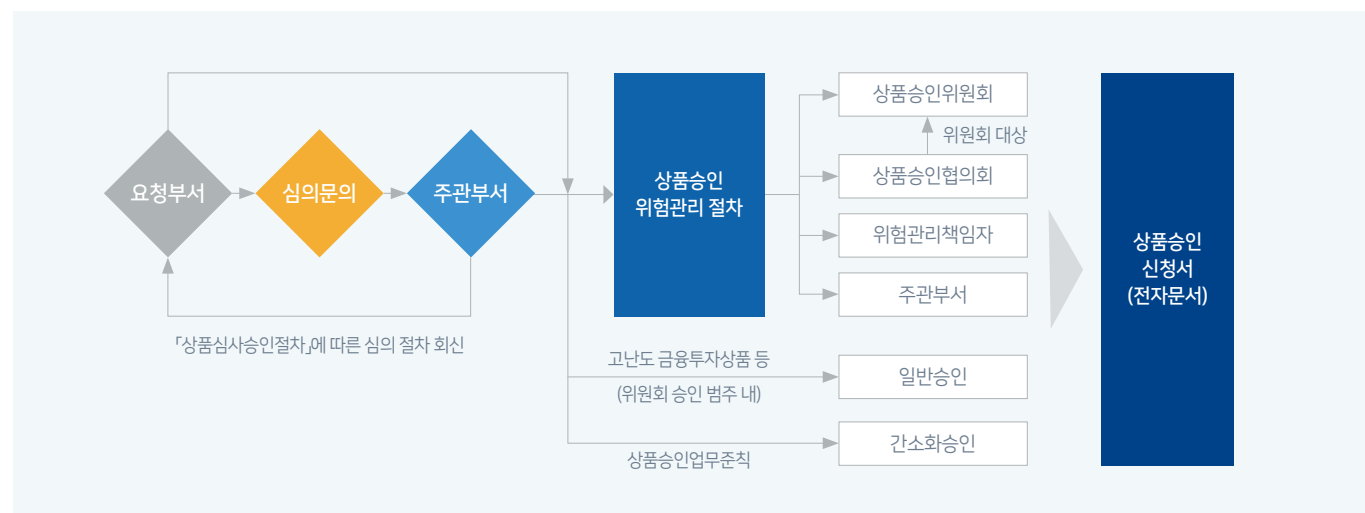 요청부서
심의문의
주관부서
「상품심사승인절차」에 따른 심의 절차 회신
상품승인
위험관리 절차
상품승인위원회
위원회 대상
상품승인협의회
위험관리책임자
주관부서
고난도 금융투자상품 등
(위원회 승인 범주 내)
일반승인
상품승인업무준칙
간소화승인
상품승인
신청서
(전자문서)